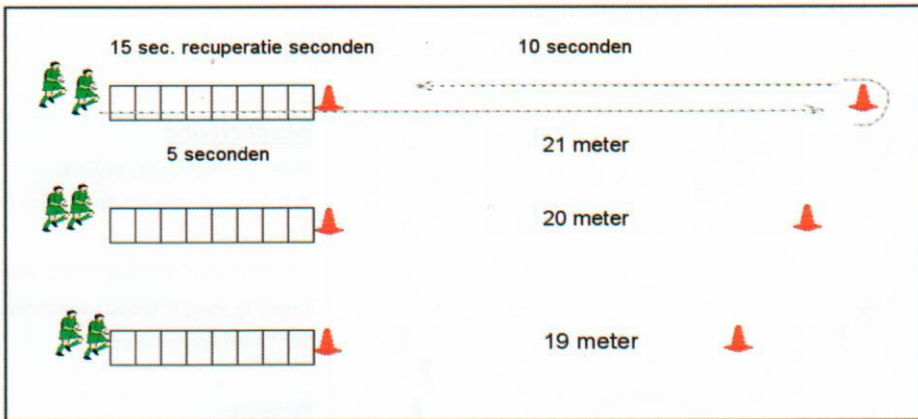 15 sec. recuperatie seconden 10 seconden
5 seconden 21 meter
20 meter
19 meter